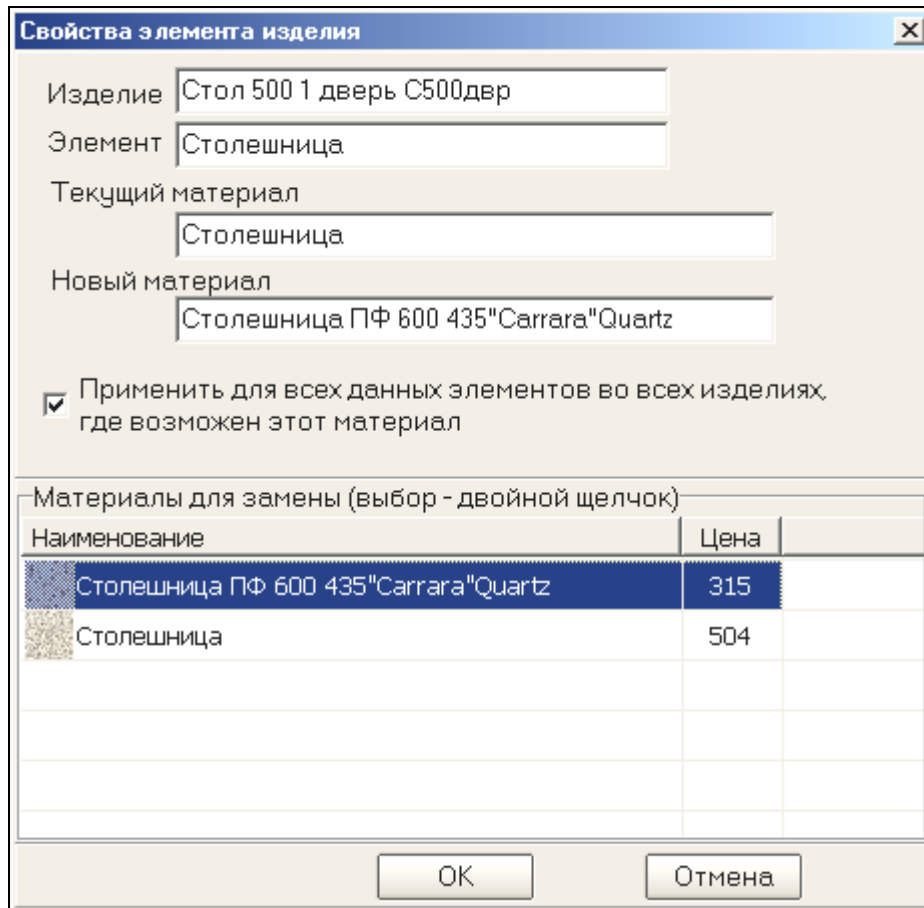 Свойства элемента изделия
Изделие Стол 500 1 дверь С500двр
Элемент Столешница
Текущий материал
Столешница
Новый материал
Столешница ПФ 600 435"Carrara"Quartz
Применить для всех данных элементов во всех изделиях,
где возможен этот материал
Материалы для замены (выбор - двойной щелчок)
Наименование Цена
Столешница ПФ 600 435"Carrara"Quartz 315
Столешница 504
OK Отмена